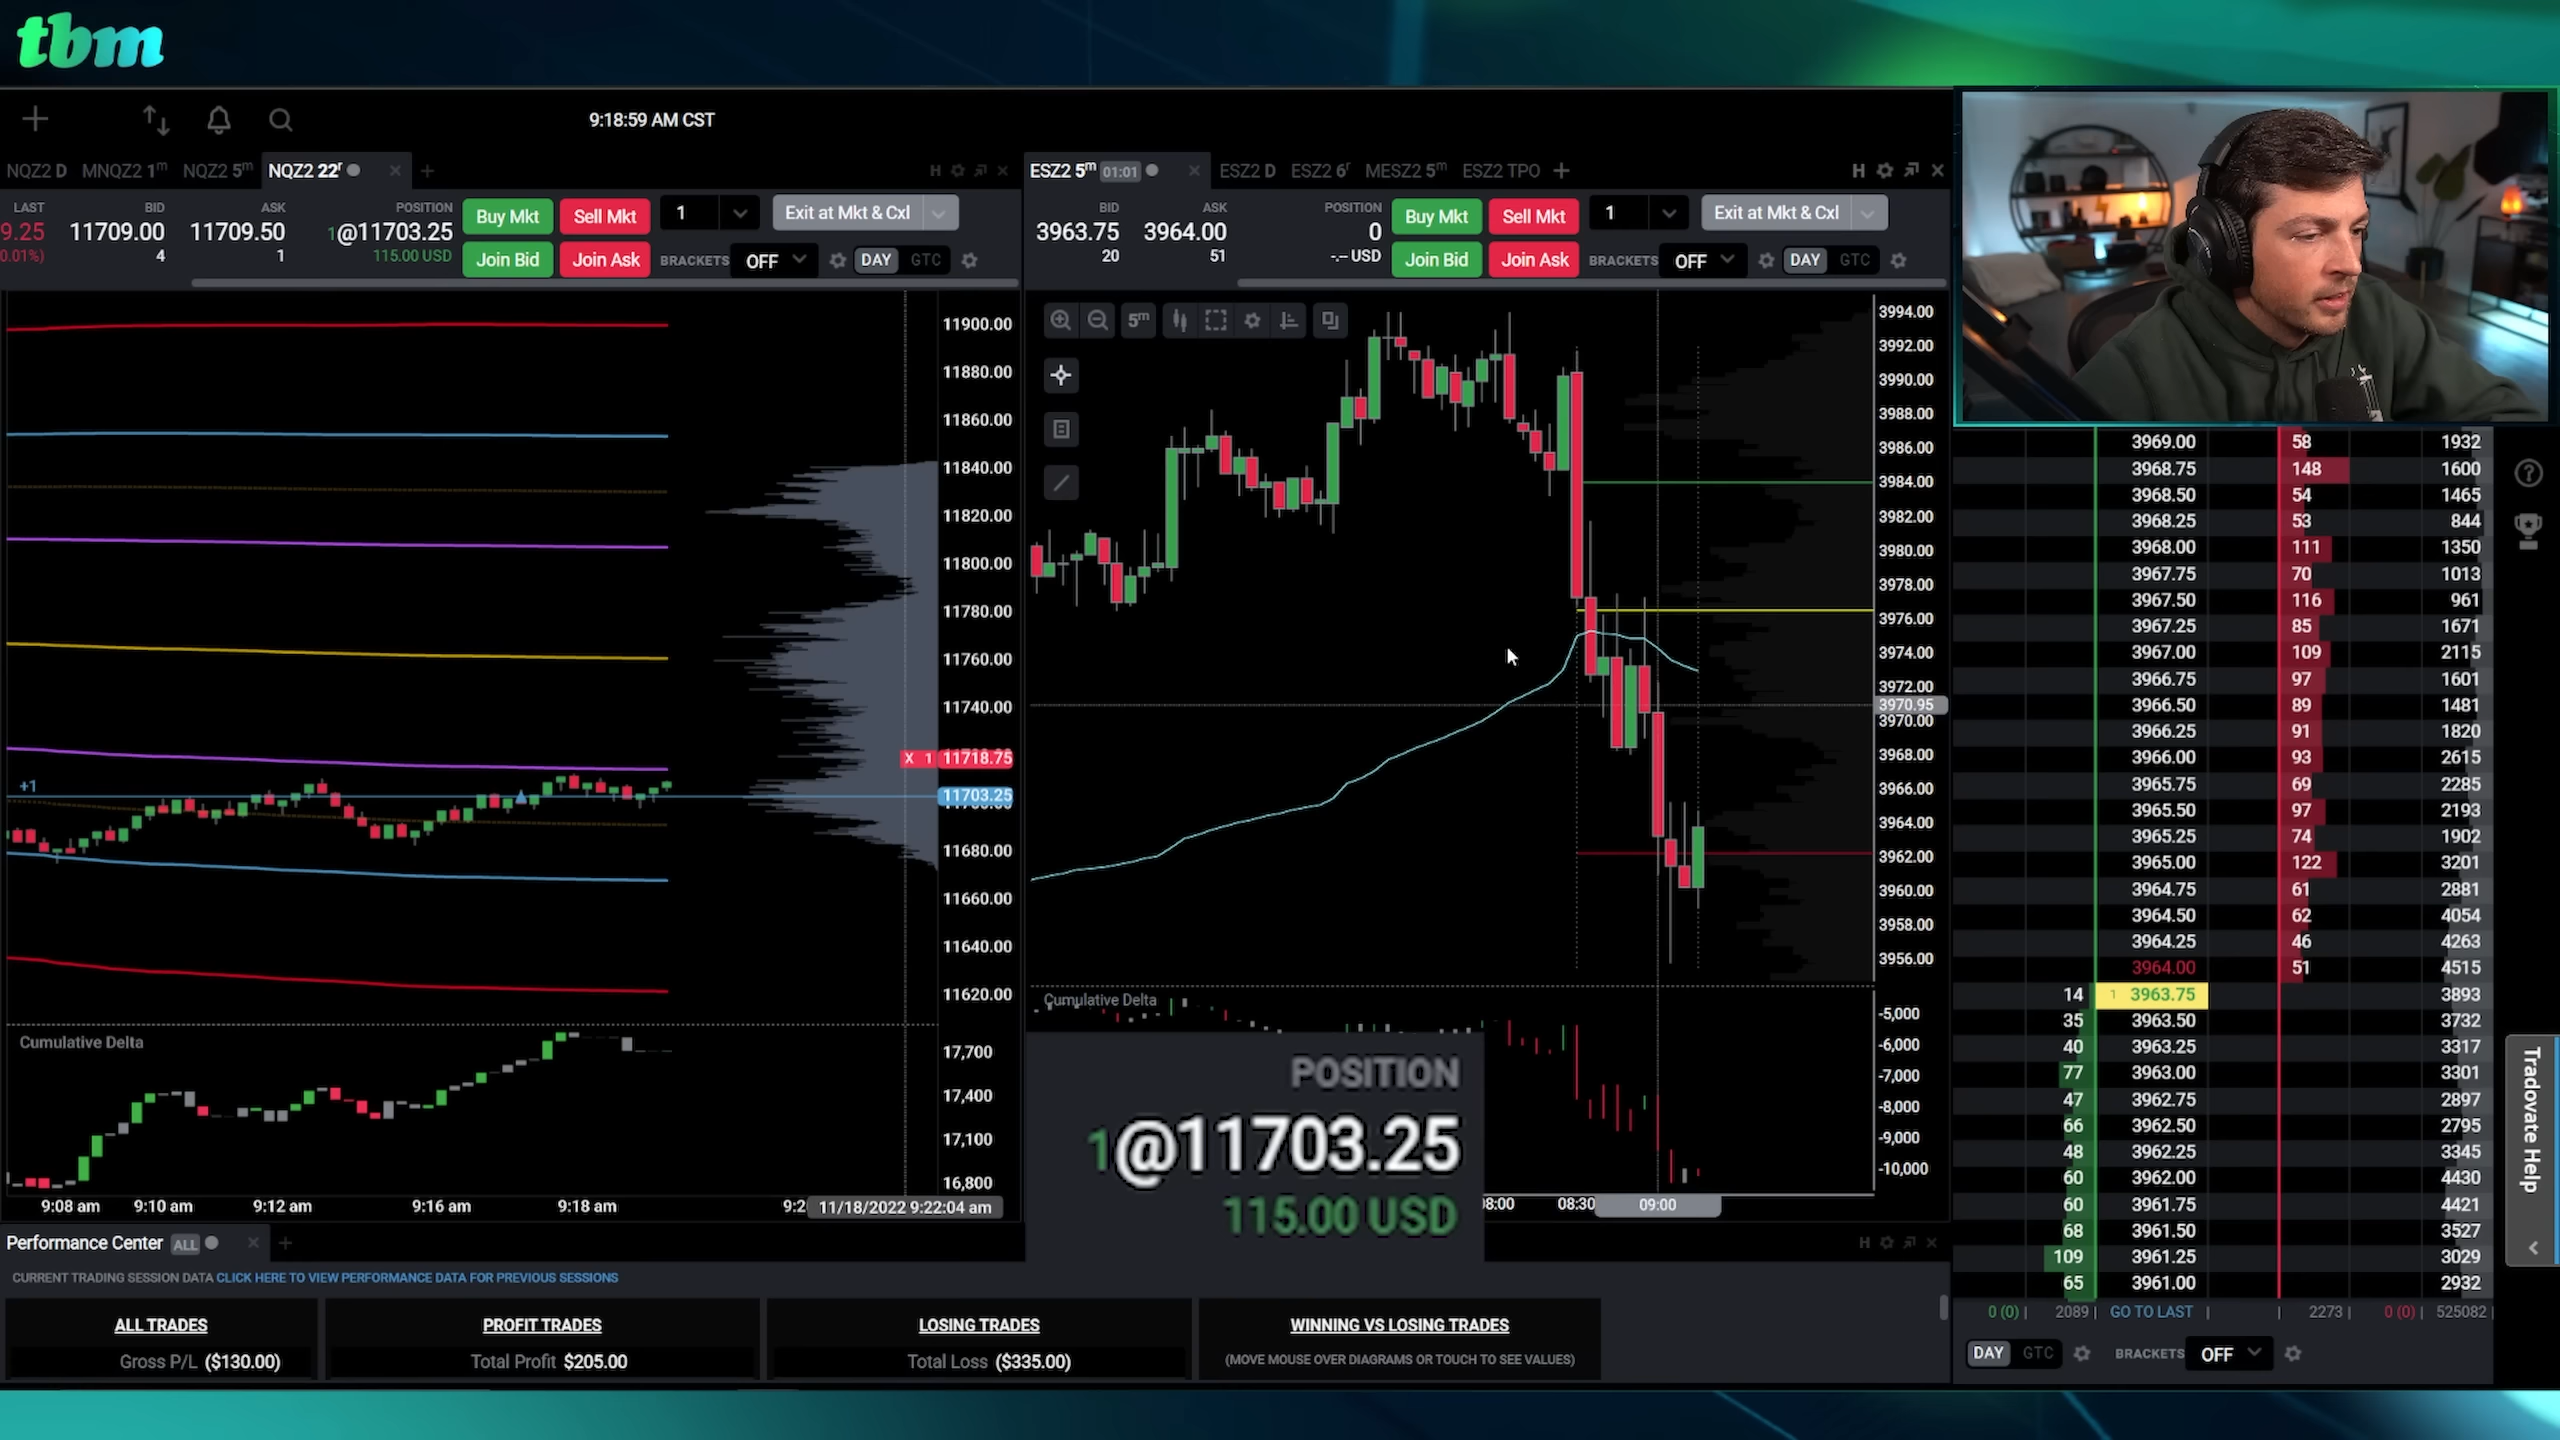 tbm
9:18:59 AM CST
NQZ2 D MNQZ2 1m NQZ2 5m NQZ2 22r
ESZ2 5m 01:01 ESZ2 D ESZ2 6r MESZ2 5m ESZ2 TPO
LAST BID ASK POSITION
9.25 11709.00 11709.50 1@11703.25
0.01%) 4 1 115.00 USD
Buy Mkt Sell Mkt 1 Exit at Mkt & Cxl
Join Bid Join Ask BRACKETS OFF DAY GTC
BID ASK POSITION
3963.75 3964.00 0
20 51 -.-- USD
Buy Mkt Sell Mkt 1 Exit at Mkt & Cxl
Join Bid Join Ask BRACKETS OFF DAY GTC
H
H
11900.00
11880.00
11860.00
11840.00
11820.00
11800.00
11780.00
11760.00
11740.00
X 1 11718.75
+1
11703.25
11680.00
11660.00
11640.00
11620.00
Cumulative Delta
17,700
17,400
17,100
16,800
9:08 am 9:10 am 9:12 am 9:16 am 9:18 am 9:2 11/18/2022 9:22:04 am
5m
3994.00
3992.00
3990.00
3988.00
3986.00
3984.00
3982.00
3980.00
3978.00
3976.00
3974.00
3972.00
3970.95
3970.00
3968.00
3966.00
3964.00
3962.00
3960.00
3958.00
3956.00
Cumulative Delta
-5,000
-6,000
-7,000
-8,000
-9,000
-10,000
08:00 08:30 09:00
POSITION
1@11703.25
115.00 USD
3969.00 58 1932
3968.75 148 1600
3968.50 54 1465
3968.25 53 844
3968.00 111 1350
3967.75 70 1013
3967.50 116 961
3967.25 85 1671
3967.00 109 2115
3966.75 97 1601
3966.50 89 1481
3966.25 91 1820
3966.00 93 2615
3965.75 69 2285
3965.50 97 2193
3965.25 74 1902
3965.00 122 3201
3964.75 61 2881
3964.50 62 4054
3964.25 46 4263
3964.00 51 4515
14 1 3963.75 3893
35 3963.50 3732
40 3963.25 3317
77 3963.00 3301
47 3962.75 2897
66 3962.50 2795
48 3962.25 3345
60 3962.00 4430
60 3961.75 4421
68 3961.50 3527
109 3961.25 3029
65 3961.00 2932
0 (0) 2089 GO TO LAST 2273 0 (0) 525082
DAY GTC BRACKETS OFF
Tradovate Help
Performance Center ALL
H
CURRENT TRADING SESSION DATA CLICK HERE TO VIEW PERFORMANCE DATA FOR PREVIOUS SESSIONS
ALL TRADES
Gross P/L ($130.00)
PROFIT TRADES
Total Profit $205.00
LOSING TRADES
Total Loss ($335.00)
WINNING VS LOSING TRADES
(MOVE MOUSE OVER DIAGRAMS OR TOUCH TO SEE VALUES)